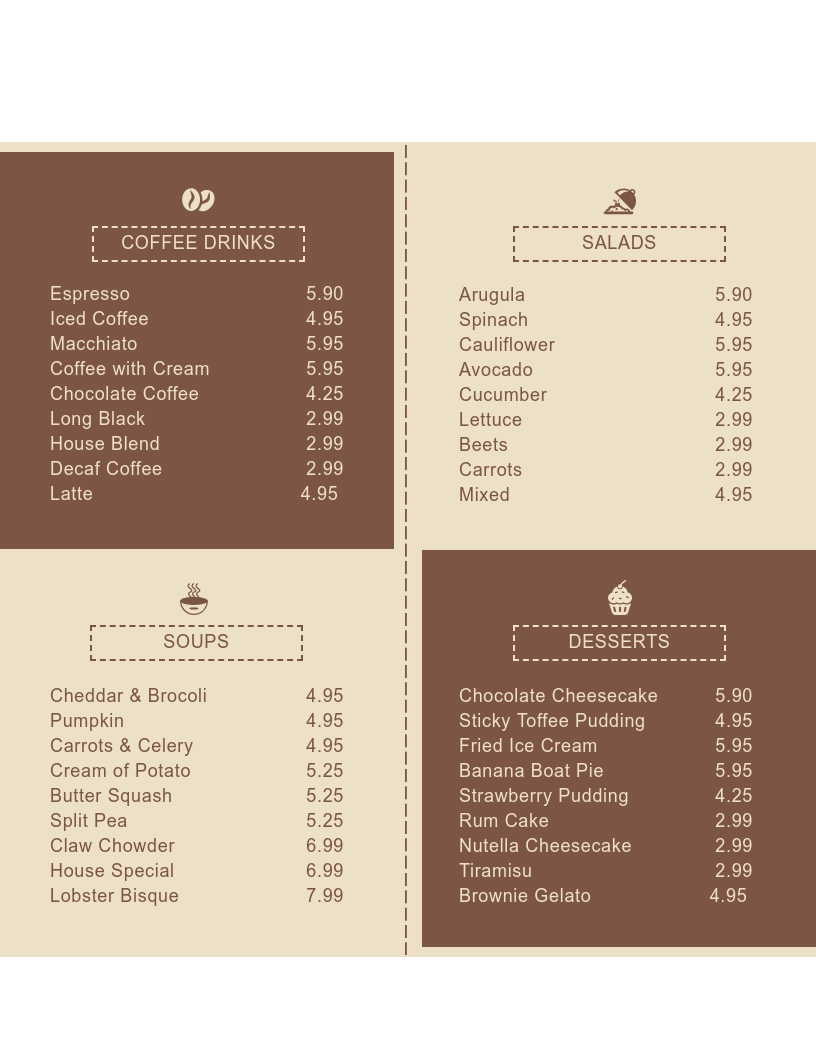 COFFEE DRINKS
Espresso 5.90
Iced Coffee 4.95
Macchiato 5.95
Coffee with Cream 5.95
Chocolate Coffee 4.25
Long Black 2.99
House Blend 2.99
Decaf Coffee 2.99
Latte 4.95
SOUPS
Cheddar & Brocoli 4.95
Pumpkin 4.95
Carrots & Celery 4.95
Cream of Potato 5.25
Butter Squash 5.25
Split Pea 5.25
Claw Chowder 6.99
House Special 6.99
Lobster Bisque 7.99
SALADS
Arugula 5.90
Spinach 4.95
Cauliflower 5.95
Avocado 5.95
Cucumber 4.25
Lettuce 2.99
Beets 2.99
Carrots 2.99
Mixed 4.95
DESSERTS
Chocolate Cheesecake 5.90
Sticky Toffee Pudding 4.95
Fried Ice Cream 5.95
Banana Boat Pie 5.95
Strawberry Pudding 4.25
Rum Cake 2.99
Nutella Cheesecake 2.99
Tiramisu 2.99
Brownie Gelato 4.95